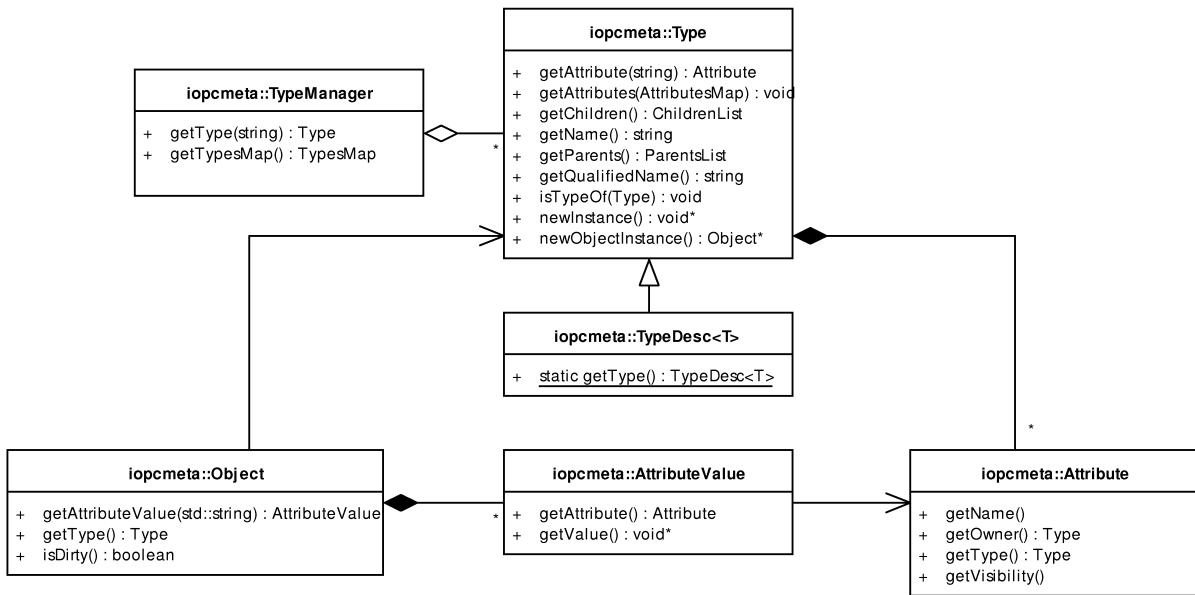 iopcmeta::Type
+ getAttribute(string) : Attribute
+ getAttributes(AttributesMap) : void
+ getChildren() : ChildrenList
+ getName() : string
+ getParents() : ParentsList
+ getQualifiedName() : string
+ isTypeOf(Type) : void
+ newInstance() : void*
+ newObjectInstance() : Object*
iopcmeta::TypeManager
+ getType(string) : Type
+ getTypesMap() : TypesMap
*
iopcmeta::TypeDesc<T>
+ static getType() : TypeDesc<T>
*
iopcmeta::Object
+ getAttributeValue(std::string) : AttributeValue
+ getType() : Type
+ isDirty() : boolean
*
iopcmeta::AttributeValue
+ getAttribute() : Attribute
+ getValue() : void*
iopcmeta::Attribute
+ getName()
+ getOwner() : Type
+ getType() : Type
+ getVisibility()